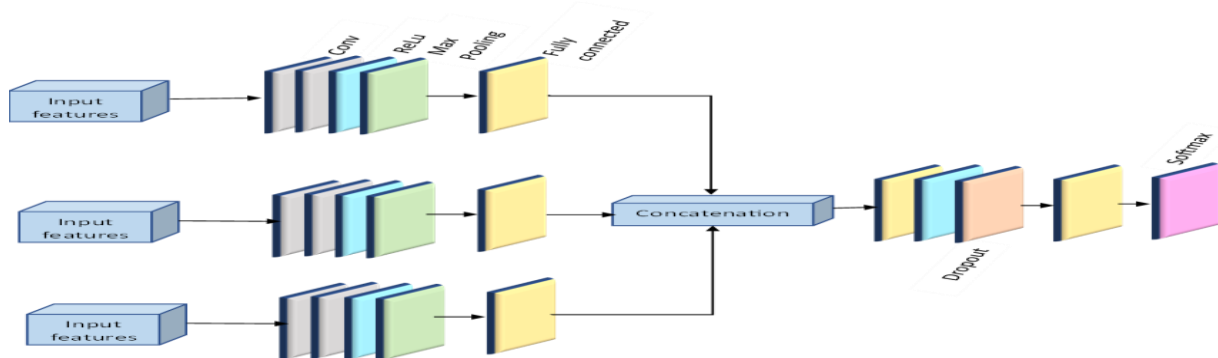 Conv
ReLu
Max
Pooling
Fully
connected
Input
features
Softmax
Input
features
Concatenation
Dropout
Input
features